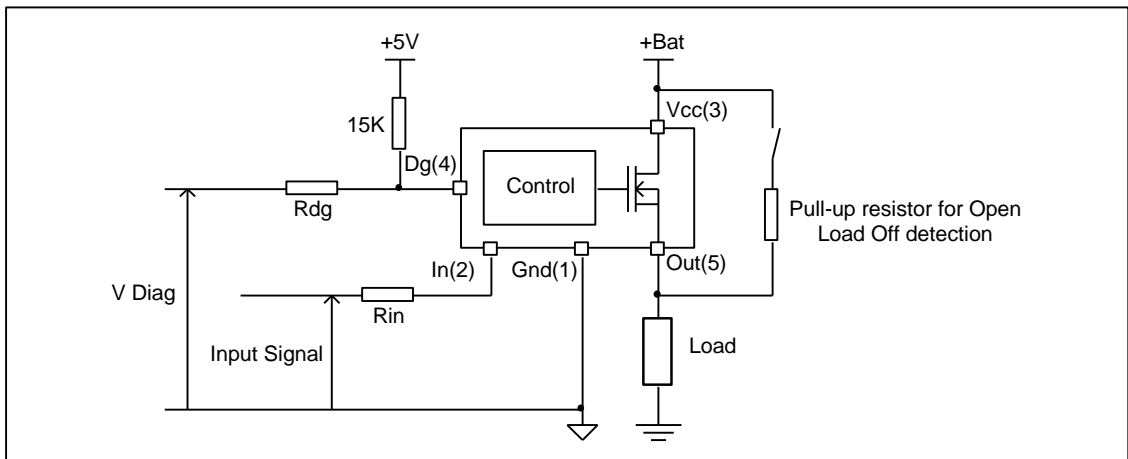 +5V
+Bat
Vcc(3)
15K
Dg(4)
Control
Rdg
Pull-up resistor for Open
Load Off detection
In(2)
Gnd(1)
Out(5)
V Diag
Rin
Input Signal
Load